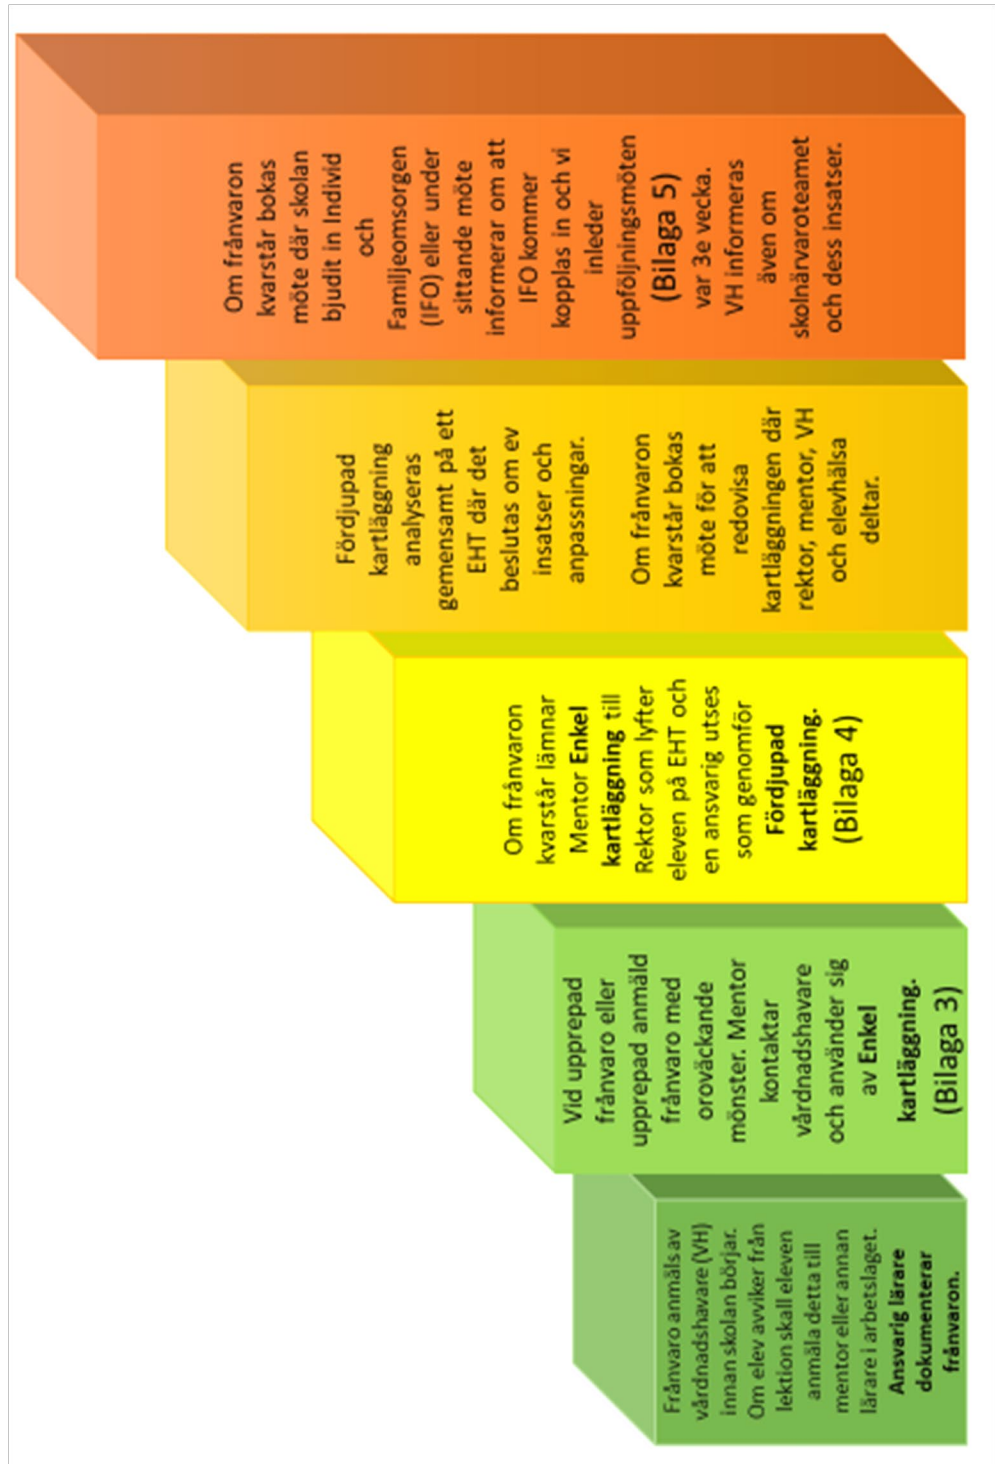 Frånvaro anmäls av
vårdnadshavare (VH)
innan skolan börjar.
Om elev avviker från
lektion skall eleven
anmäla detta till
mentor eller annan
lärare i arbetslaget.
Ansvarig lärare
dokumenterar
frånvaron.
Vid upprepad
frånvaro eller
upprepad anmäld
frånvaro med
oroväckande
mönster. Mentor
kontaktar
vårdnadshavare
och använder sig
av Enkel
kartläggning.
(Bilaga 3)
Om frånvaron
kvarstår lämnar
Mentor Enkel
kartläggning till
Rektor som lyfter
eleven på EHT och
en ansvarig utses
som genomför
Fördjupad
kartläggning.
(Bilaga 4)
Fördjupad
kartläggning
analyseras
gemensamt på ett
EHT där det
beslutas om ev
insatser och
anpassningar.
Om frånvaron
kvarstår bokas
möte för att
redovisa
kartläggningen där
rektor, mentor, VH
och elevhälsa
deltar.
Om frånvaron
kvarstår bokas
möte där skolan
bjudit in Individ
och
Familjeomsorgen
(IFO) eller under
sittande möte
informerar om att
IFO kommer
kopplas in och vi
inleder
uppföljningsmöten
(Bilaga 5)
var 3e vecka.
VH informeras
även om
skolnärvaroteamet
och dess insatser.